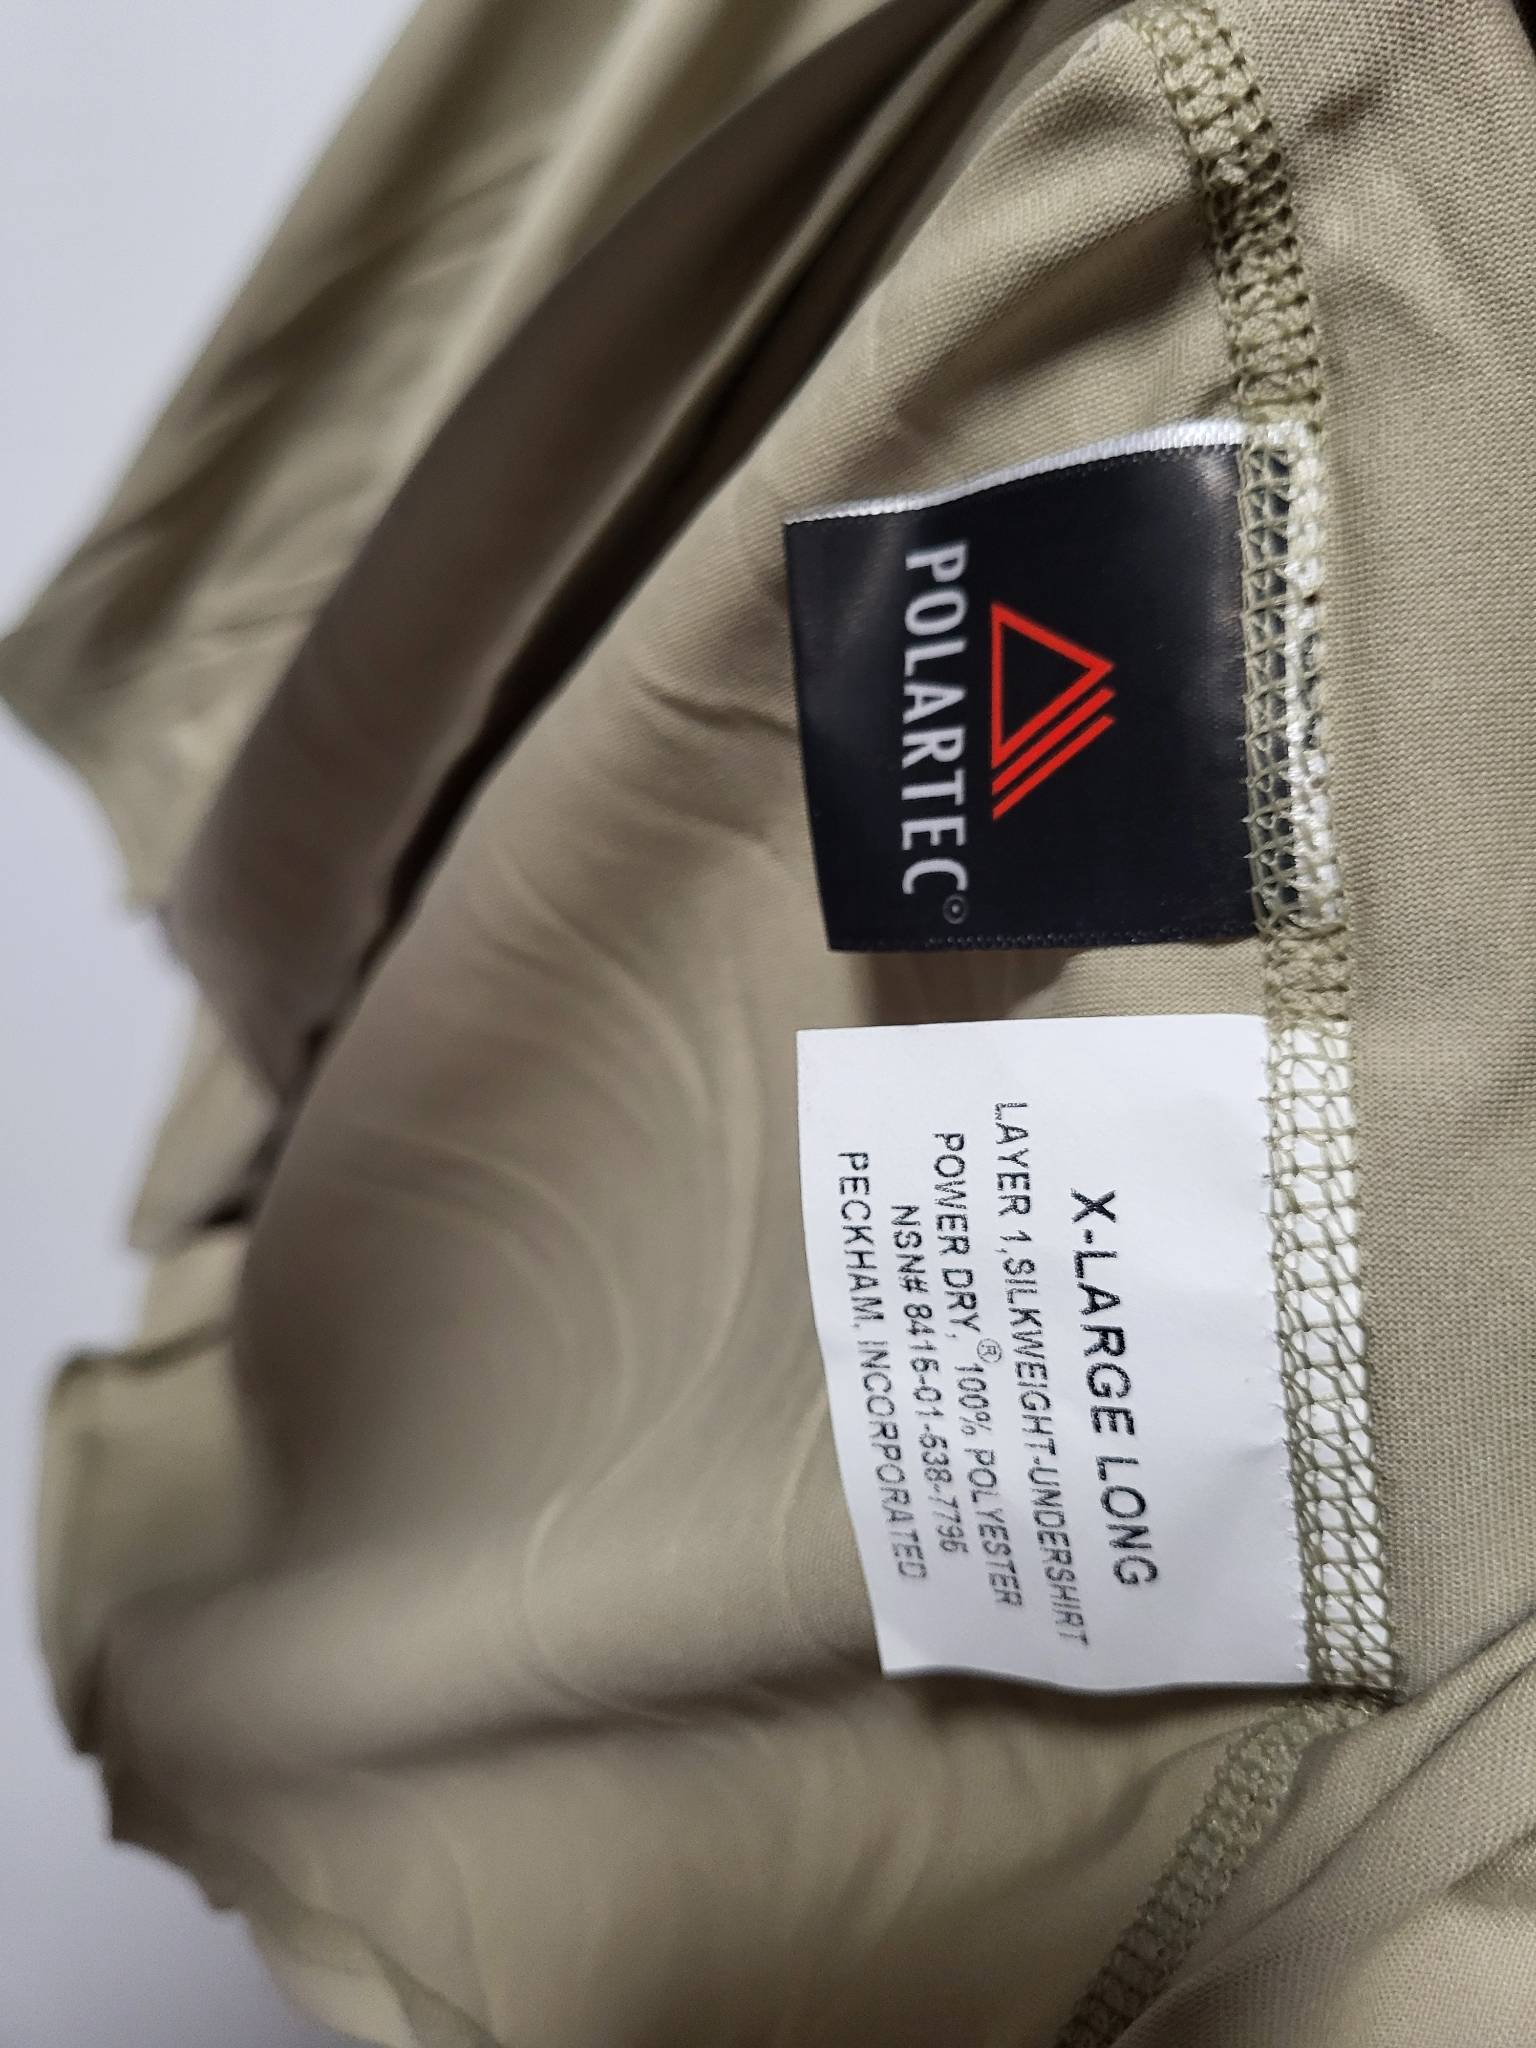 POLARTEC®
X-LARGE LONG
LAYER 1,SILKWEIGHT-UNDERSHIRT
POWER DRY,® 100% POLYESTER
NSN# 8415-01-538-7795
PECKHAM, INCORPORATED